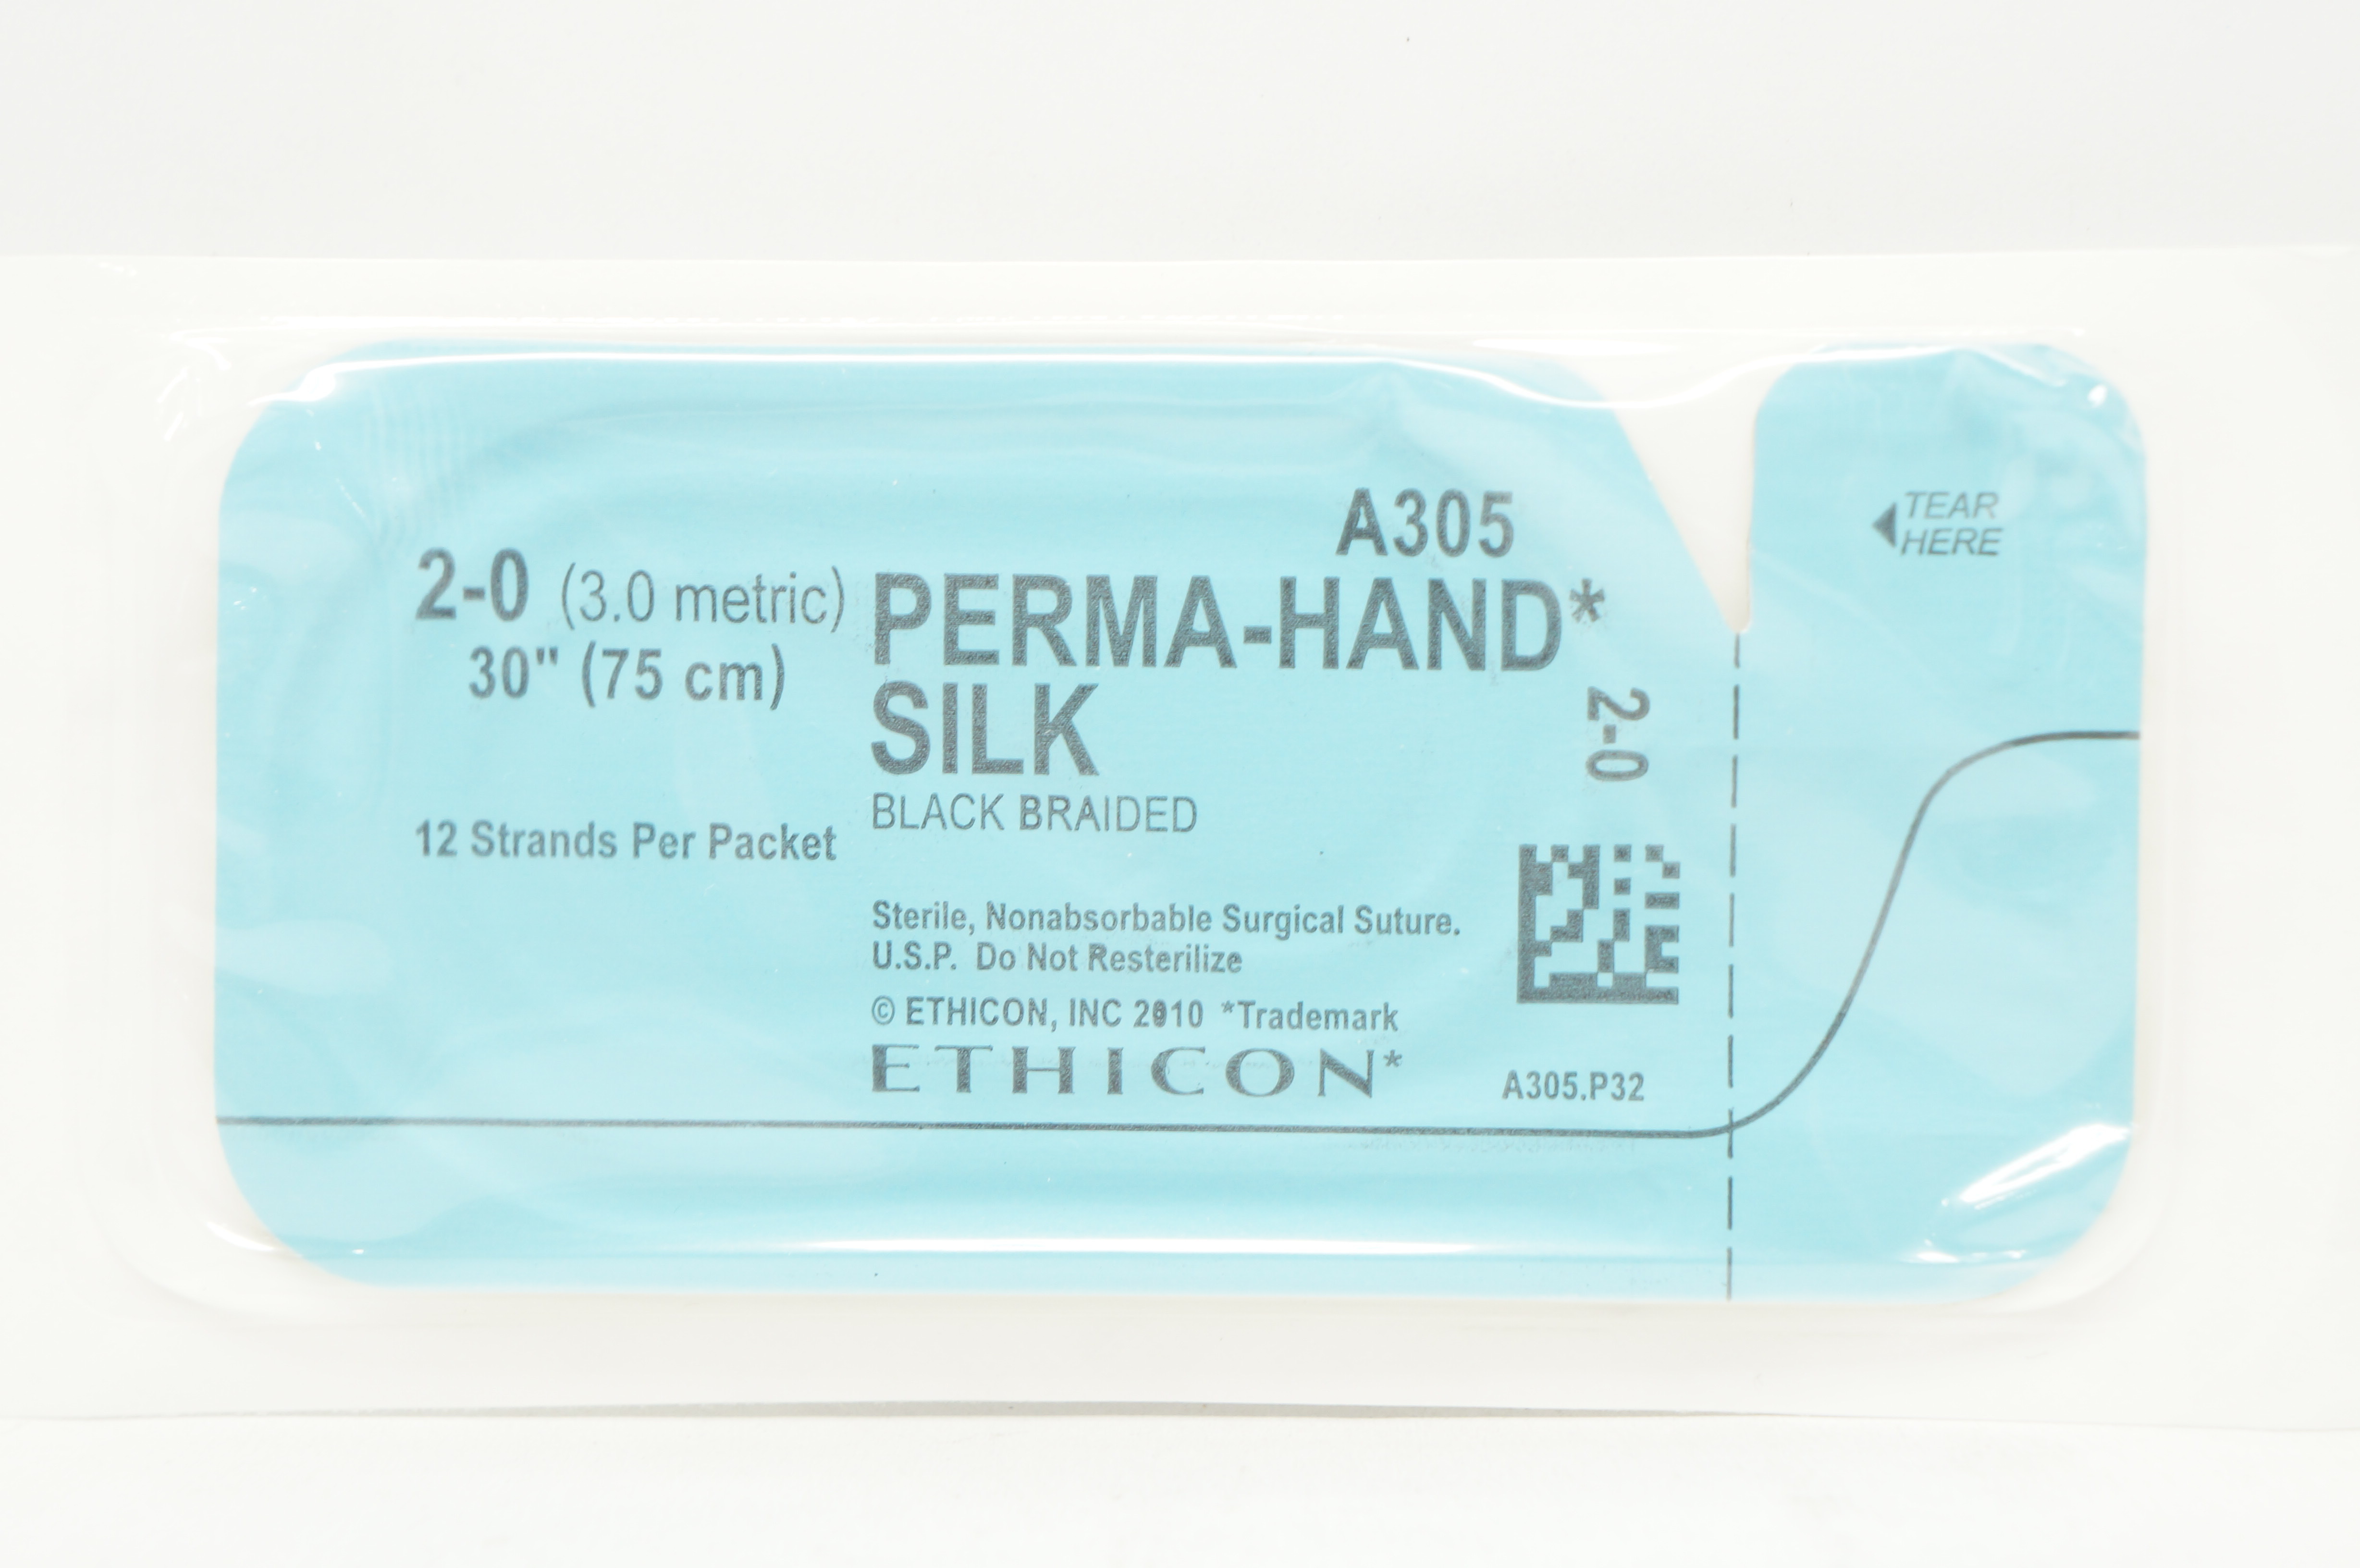 A305
2-0 (3.0 metric)
30" (75 cm)
12 Strands Per Packet
PERMA-HAND*
SILK
BLACK BRAIDED
2-0
Sterile, Nonabsorbable Surgical Suture.
U.S.P. Do Not Resterilize
© ETHICON, INC 2010 *Trademark
ETHICON*
A305.P32
TEAR
HERE